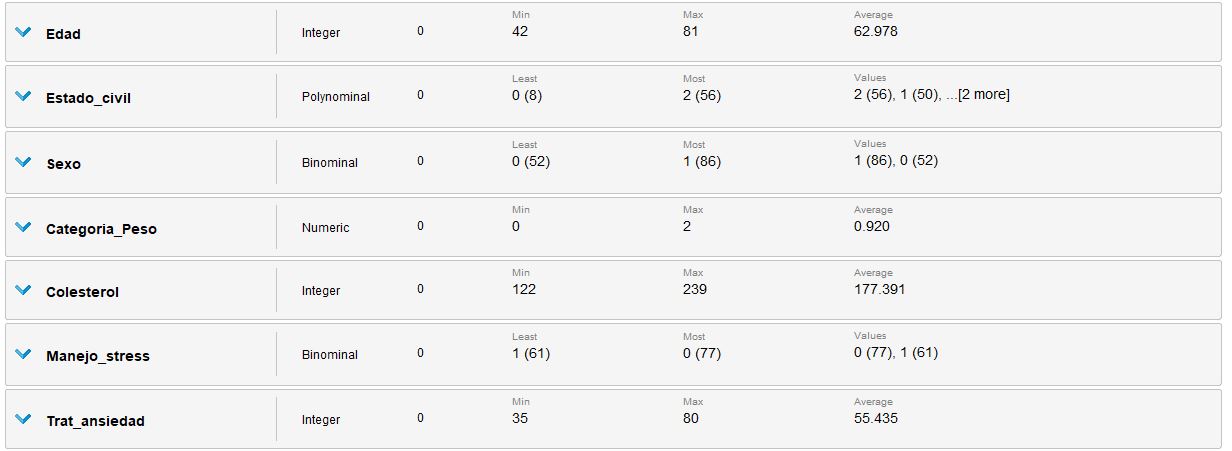 Edad Integer 0 Min 42 Max 81 Average 62.978
Estado_civil Polynominal 0 Least 0 (8) Most 2 (56) Values 2 (56), 1 (50), ...[2 more]
Sexo Binominal 0 Least 0 (52) Most 1 (86) Values 1 (86), 0 (52)
Categoria_Peso Numeric 0 Min 0 Max 2 Average 0.920
Colesterol Integer 0 Min 122 Max 239 Average 177.391
Manejo_stress Binominal 0 Least 1 (61) Most 0 (77) Values 0 (77), 1 (61)
Trat_ansiedad Integer 0 Min 35 Max 80 Average 55.435